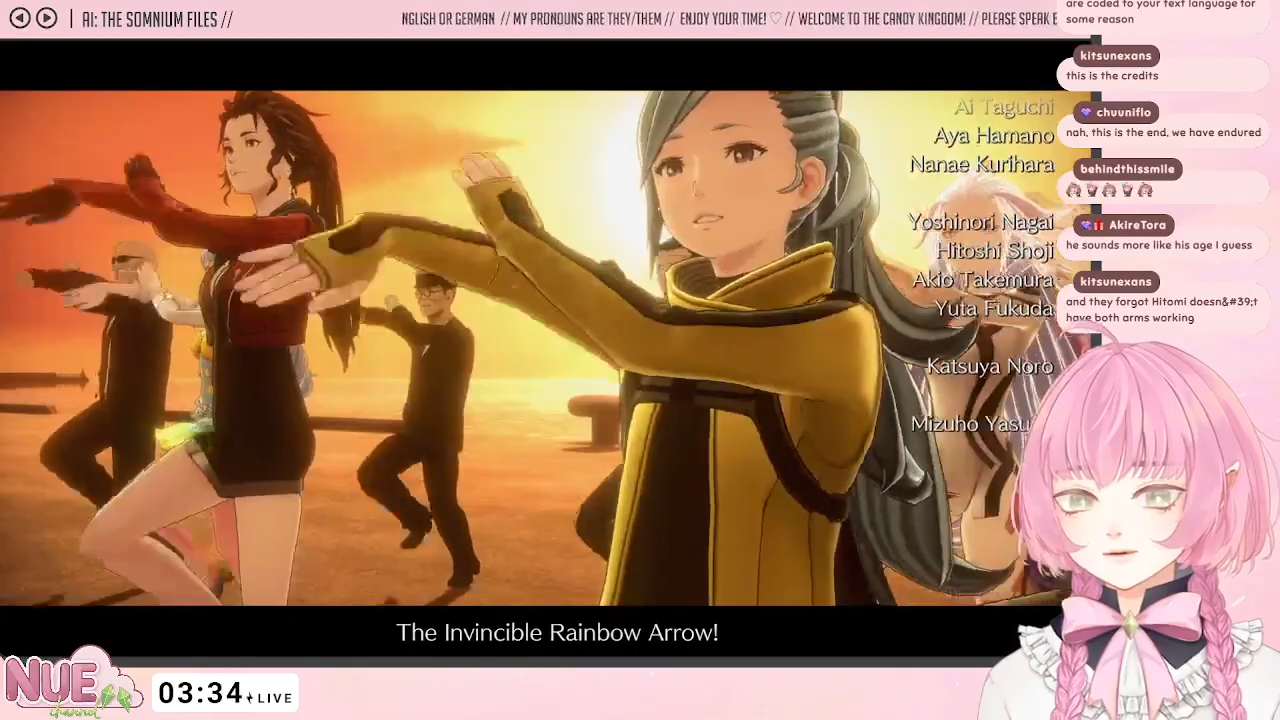 AI: THE SOMNIUM FILES //
NGLISH OR GERMAN // MY PRONOUNS ARE THEY/THEM // ENJOY YOUR TIME! ♡ // WELCOME TO THE CANDY KINGDOM! // PLEASE SPEAK E
are coded to your text language for
some reason
kitsunexans
this is the credits
chuuniflo
nah, this is the end, we have endured
behindthissmile
AkireTora
he sounds more like his age I guess
kitsunexans
and they forgot Hitomi doesn&#39;t
have both arms working
Ai Taguchi
Aya Hamano
Nanae Kurihara
Yoshinori Nagai
Hitoshi Shoji
Akio Takemura
Yuta Fukuda
Katsuya Noro
Mizuho Yasu
The Invincible Rainbow Arrow!
NUE
channel
03:34 LIVE